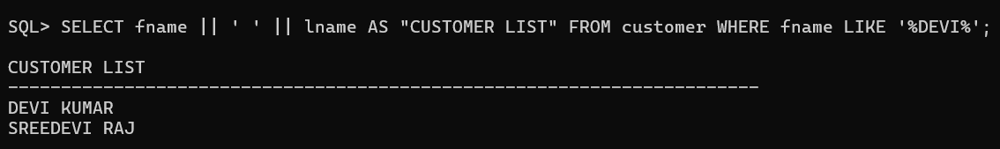 SQL> SELECT fname || ' ' || lname AS "CUSTOMER LIST" FROM customer WHERE fname LIKE '%DEVI%';
CUSTOMER LIST
-----------------------------------------------------------------------
DEVI KUMAR
SREEDEVI RAJ